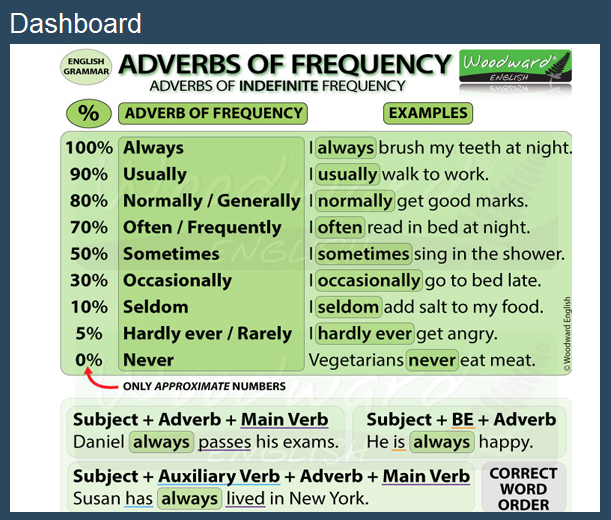 Dashboard
ENGLISH
GRAMMAR
ADVERBS OF FREQUENCY
ADVERBS OF INDEFINITE FREQUENCY
Woodward®
ENGLISH
% ADVERB OF FREQUENCY EXAMPLES
100% Always I always brush my teeth at night.
90% Usually I usually walk to work.
80% Normally / Generally I normally get good marks.
70% Often / Frequently I often read in bed at night.
50% Sometimes I sometimes sing in the shower.
30% Occasionally I occasionally go to bed late.
10% Seldom I seldom add salt to my food.
5% Hardly ever / Rarely I hardly ever get angry.
0% Never Vegetarians never eat meat.
© Woodward English
ONLY APPROXIMATE NUMBERS
Subject + Adverb + Main Verb
Daniel always passes his exams.
Subject + BE + Adverb
He is always happy.
Subject + Auxiliary Verb + Adverb + Main Verb
Susan has always lived in New York.
CORRECT
WORD
ORDER